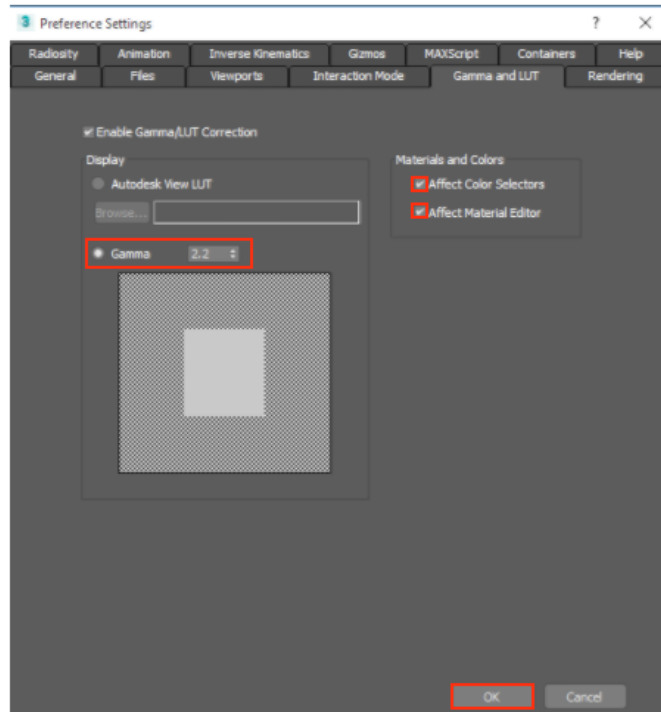 3 Preference Settings ? X
Radiosity Animation Inverse Kinematics Gizmos MAXScript Containers Help
General Files Viewports Interaction Mode Gamma and LUT Rendering
Enable Gamma/LUT Correction
Display
Autodesk View LUT
Browse...
Gamma 2.2
Materials and Colors
Affect Color Selectors
Affect Material Editor
OK Cancel